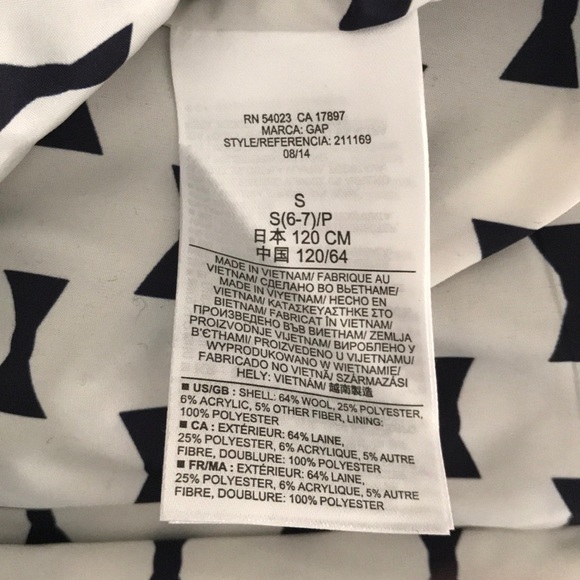 RN 54023 CA 17897
MARCA: GAP
STYLE/REFERENCIA: 211169
08/14
S
S(6-7)/P
日本 120 CM
中国 120/64
MADE IN VIETNAM/ FABRIQUE AU
VIETNAM/ СДЕЛАНО ВО ВЬЕТНАМЕ/
MADE IN VIYETNAM/ HECHO EN
VIETNAM/ ΚΑΤΑΣΚΕΥΑΣΤΗΚΕ ΣΤΟ
ΒΙΕΤΝΑΜ/ FABRICAT ÎN VIETNAM/
ПРОИЗВЕДЕНО ВЪВ ВИЕТНАМ/ ZEMLJA
PROIZVODNJE VIJETNAM/ ВИРОБЛЕНО У
В'ЄТНАМІ/ PROIZVEDENO U VIJETNAMU/
WYPRODUKOWANO W WIETNAMIE/
FABRICADO NO VIETNÃ/ SZÁRMAZÁSI
HELY: VIETNÁM/ 越南製造
■ US/GB : SHELL: 64% WOOL, 25% POLYESTER,
6% ACRYLIC, 5% OTHER FIBER, LINING:
100% POLYESTER
■ CA : EXTÉRIEUR: 64% LAINE,
25% POLYESTER, 6% ACRYLIQUE, 5% AUTRE
FIBRE, DOUBLURE: 100% POLYESTER
■ FR/MA : EXTÉRIEUR: 64% LAINE,
25% POLYESTER, 6% ACRYLIQUE, 5% AUTRE
FIBRE, DOUBLURE: 100% POLYESTER